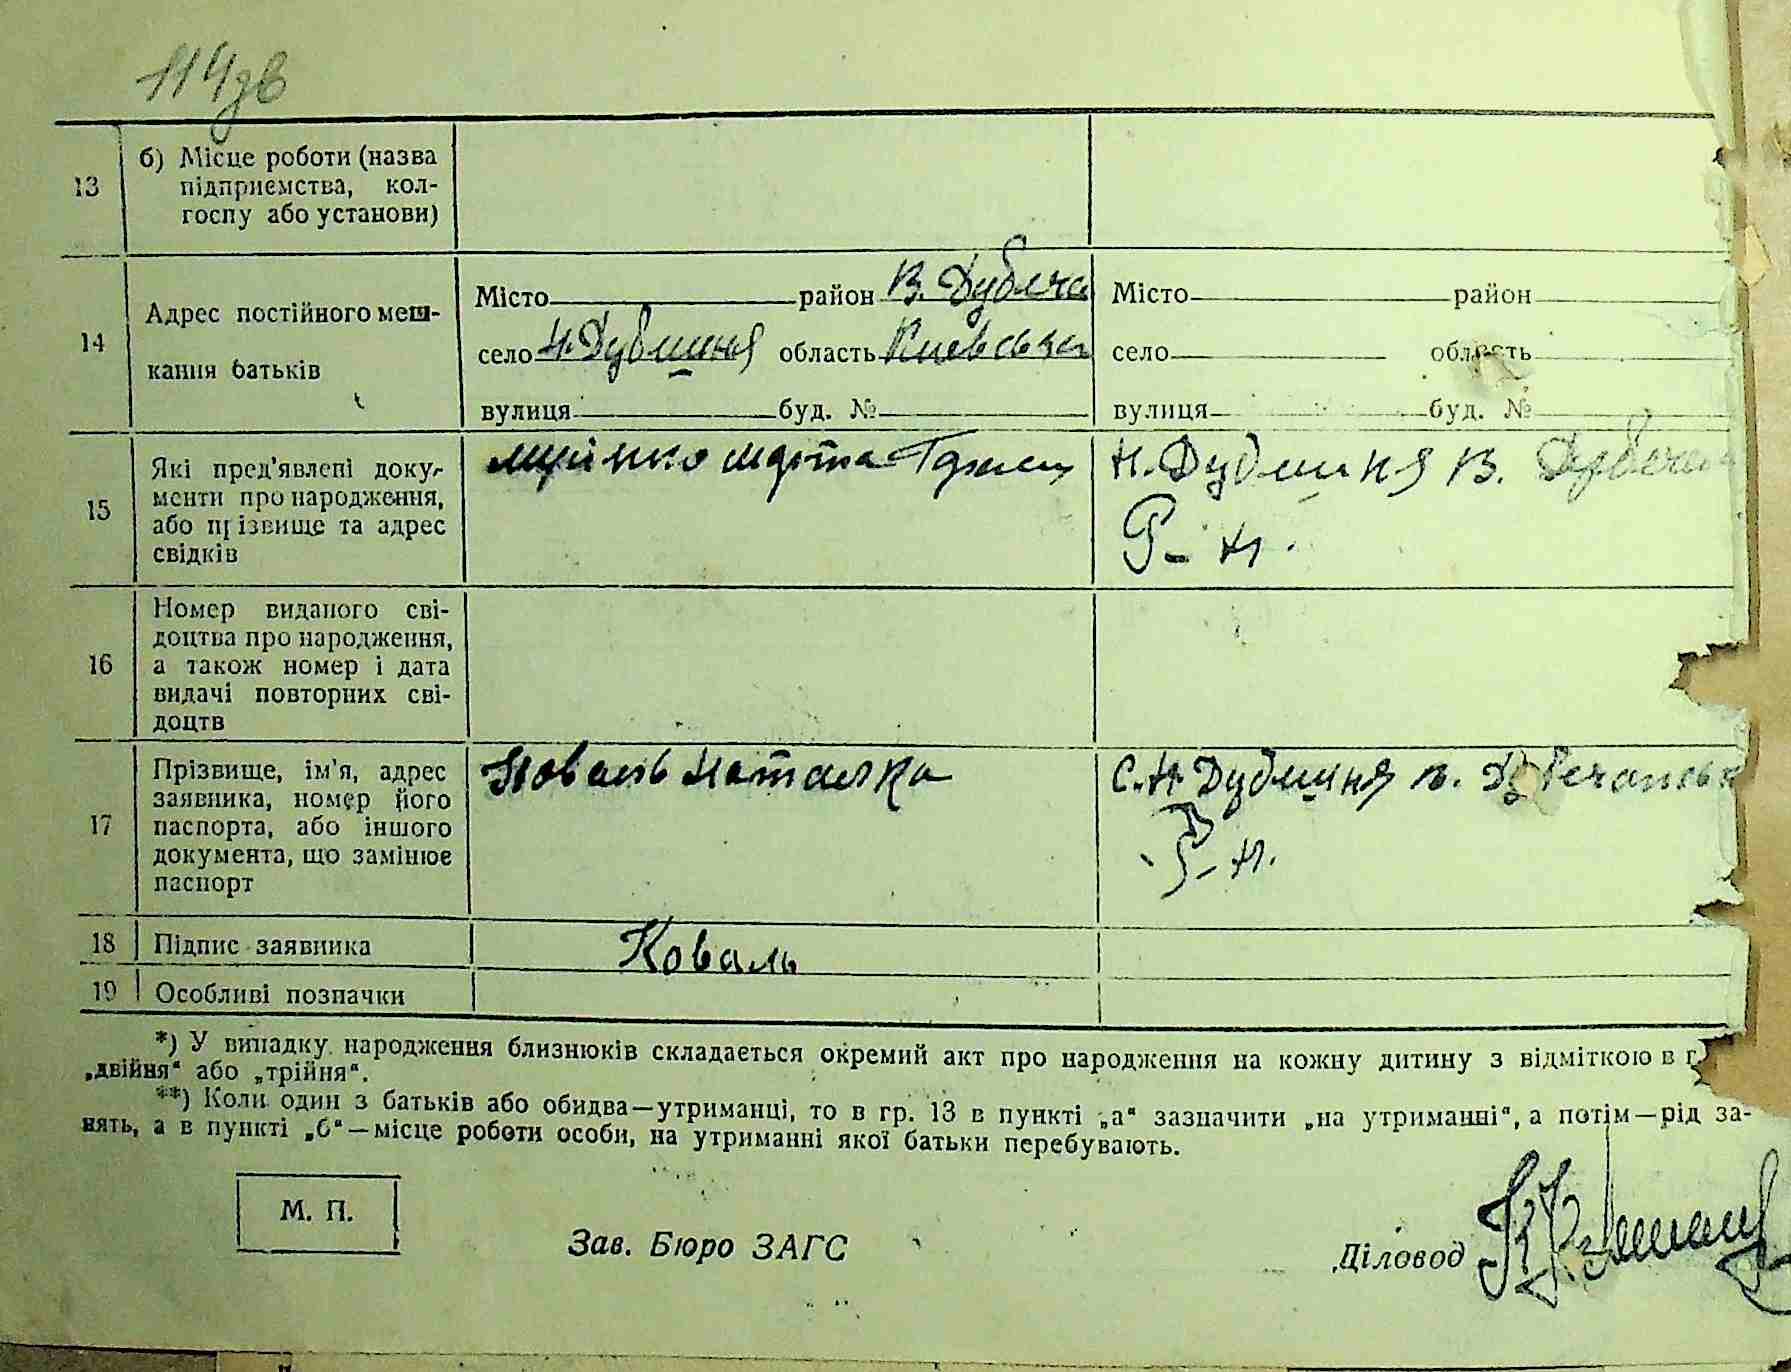 114зв
13 б) Місце роботи (назва
підприємства, кол-
госпу або установи)
14 Адрес постійного меш-
кання батьків
Місто район В. Дубеча
село Н. Дубешня область Київська
вулиця буд. №
Місто район
село область
вулиця буд. №
15 Які пред'явлені доку-
менти про народження,
або прізвище та адрес
свідків
Н. Дубешня В.
Р-н.
16 Номер виданого сві-
доцтва про народження,
а також номер і дата
видачі повторних сві-
доцтв
17 Прізвище, ім'я, адрес
заявника, номер його
паспорта, або іншого
документа, що замінює
паспорт
Коваль Наталка
С. Н Дубешня в.
Р-н.
18 Підпис заявника Коваль
19 Особливі позначки
*) У випадку народження близнюків складається окремий акт про народження на кожну дитину з відміткою в г
„двійня“ або „трійня“.
**) Коли один з батьків або обидва—утриманці, то в гр. 13 в пункті „а“ зазначити „на утриманні“, а потім—рід за-
нять, а в пункті „б“—місце роботи особи, на утриманні якої батьки перебувають.
М. П.
Зав. Бюро ЗАГС
Діловод